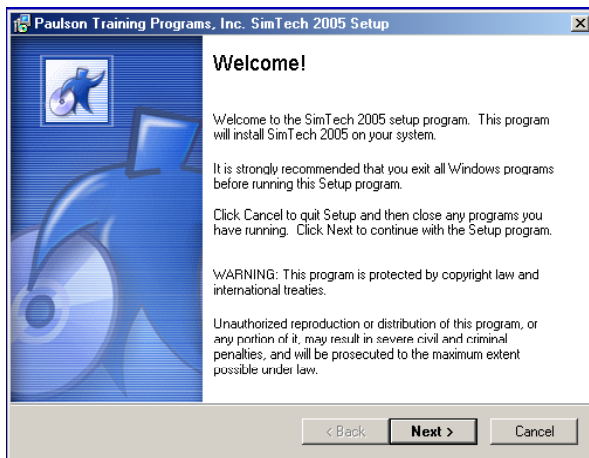 Paulson Training Programs, Inc. SimTech 2005 Setup
Welcome!
Welcome to the SimTech 2005 setup program. This program
will install SimTech 2005 on your system.
It is strongly recommended that you exit all Windows programs
before running this Setup program.
Click Cancel to quit Setup and then close any programs you
have running. Click Next to continue with the Setup program.
WARNING: This program is protected by copyright law and
international treaties.
Unauthorized reproduction or distribution of this program, or
any portion of it, may result in severe civil and criminal
penalties, and will be prosecuted to the maximum extent
possible under law.
< Back Next > Cancel